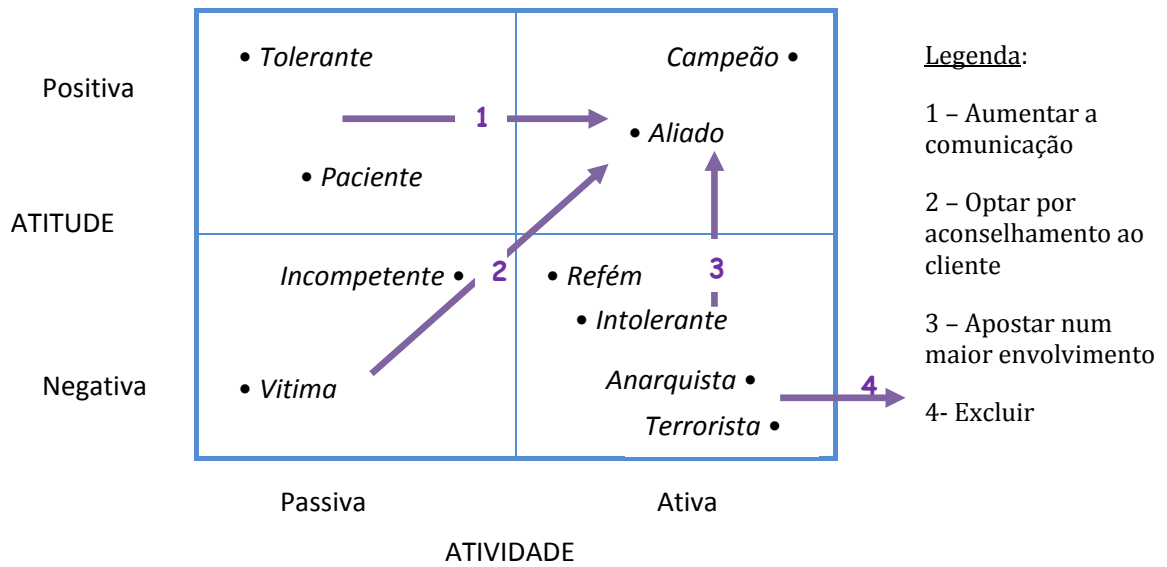 • Tolerante
Campeão •
Positiva
1
• Aliado
• Paciente
ATITUDE
Incompetente •
2
• Refém
3
• Intolerante
Negativa
• Vitima
Anarquista •
4
Terrorista •
Passiva
Ativa
ATIVIDADE
Legenda:
1 – Aumentar a
comunicação
2 – Optar por
aconselhamento ao
cliente
3 – Apostar num
maior envolvimento
4- Excluir